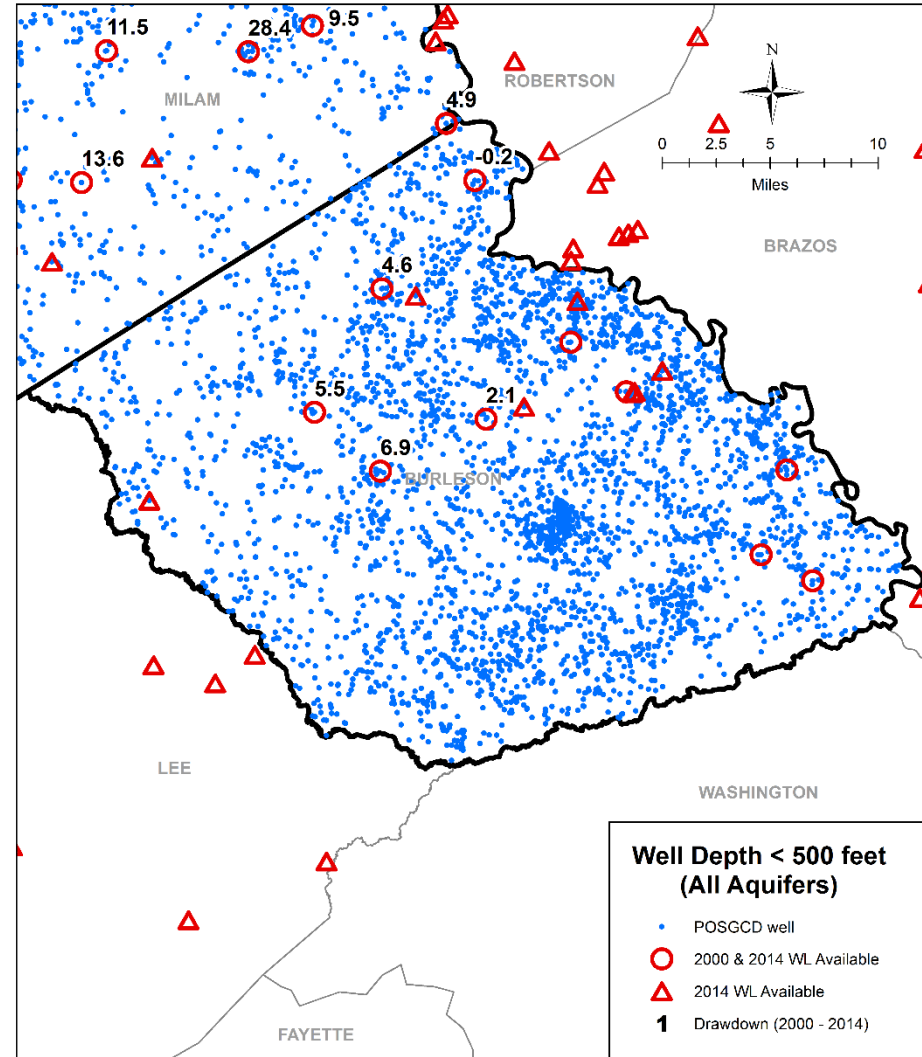 11.5
28.4
9.5
ROBERTSON
N
MILAM
4.9
0 2.5 5 10
Miles
13.6
-0.2
BRAZOS
4.6
5.5
2.1
6.9
BURLESON
LEE
WASHINGTON
FAYETTE
Well Depth < 500 feet
(All Aquifers)
POSGCD well
2000 & 2014 WL Available
2014 WL Available
1 Drawdown (2000 - 2014)